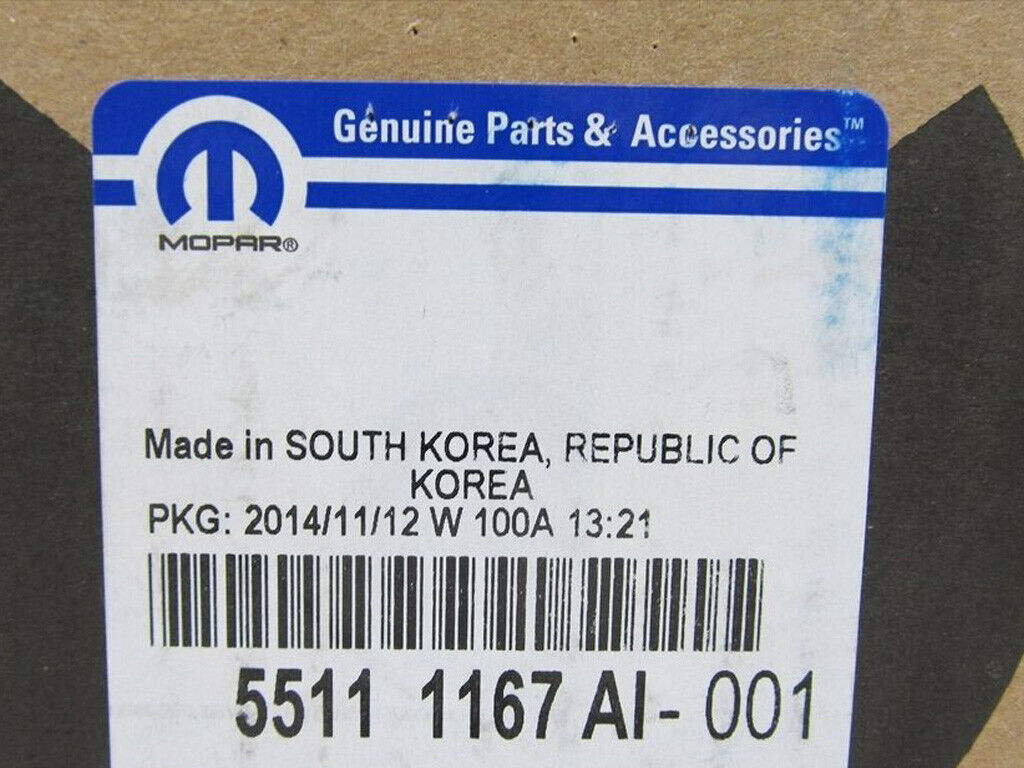 Genuine Parts & Accessories™
MOPAR®
Made in SOUTH KOREA, REPUBLIC OF
KOREA
PKG: 2014/11/12 W 100A 13:21
5511 1167 AI- 001